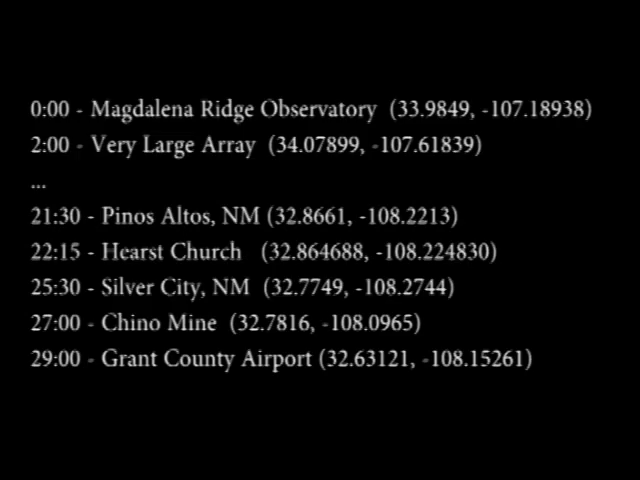 0:00 - Magdalena Ridge Observatory (33.9849, -107.18938)
2:00 - Very Large Array (34.07899, -107.61839)
...
21:30 - Pinos Altos, NM (32.8661, -108.2213)
22:15 - Hearst Church (32.864688, -108.224830)
25:30 - Silver City, NM (32.7749, -108.2744)
27:00 - Chino Mine (32.7816, -108.0965)
29:00 - Grant County Airport (32.63121, -108.15261)